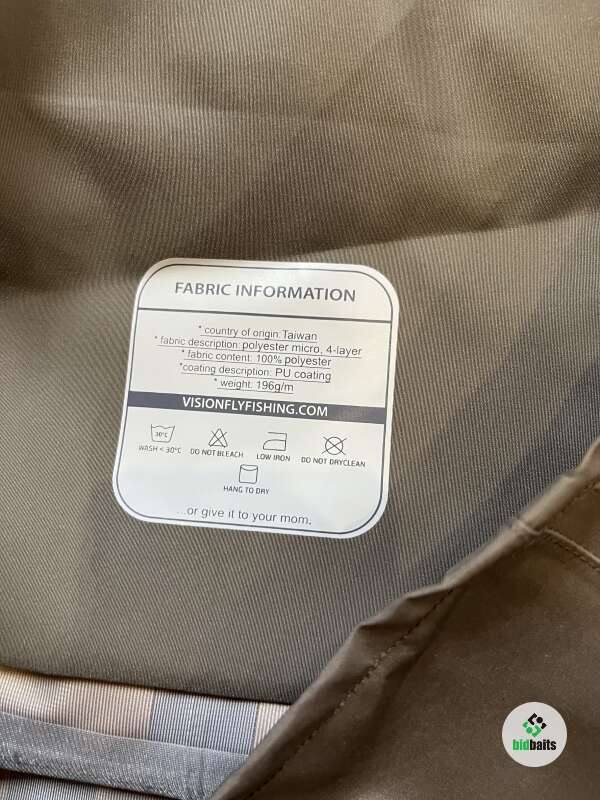 FABRIC INFORMATION
* country of origin: Taiwan
* fabric description: polyester micro, 4-layer
* fabric content: 100% polyester
*coating description: PU coating
* weight: 196g/m
VISIONFLYFISHING.COM
30°C
WASH < 30°C DO NOT BLEACH LOW IRON DO NOT DRYCLEAN
HANG TO DRY
...or give it to your mom.
bidbaits